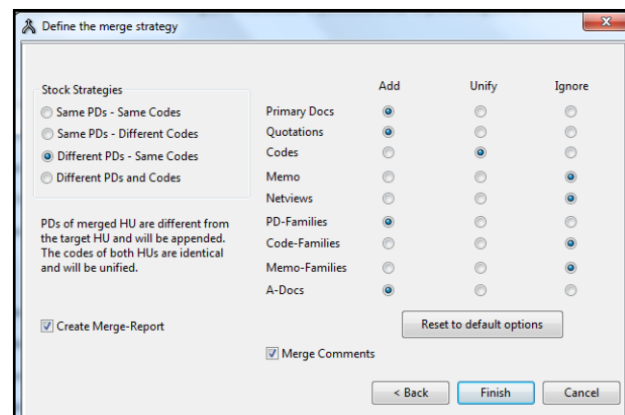 Define the merge strategy
x
Stock Strategies
Same PDs - Same Codes
Same PDs - Different Codes
Different PDs - Same Codes
Different PDs and Codes
PDs of merged HU are different from
the target HU and will be appended.
The codes of both HUs are identical
and will be unified.
Create Merge-Report
Add Unify Ignore
Primary Docs
Quotations
Codes
Memo
Netviews
PD-Families
Code-Families
Memo-Families
A-Docs
Reset to default options
Merge Comments
< Back Finish Cancel